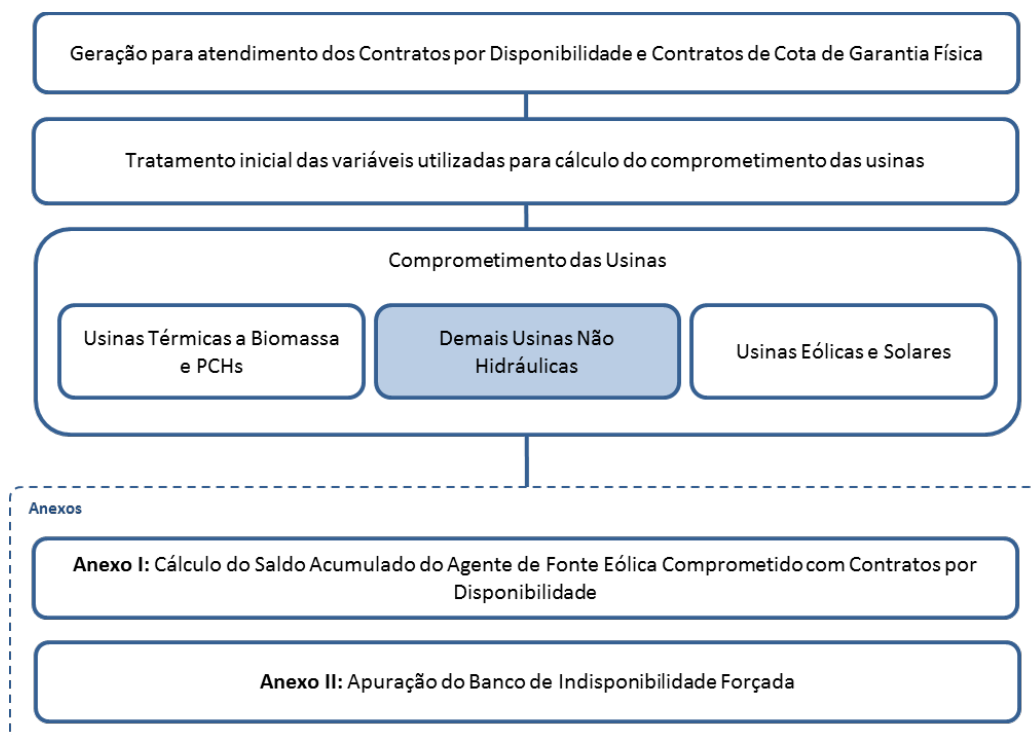 Geração para atendimento dos Contratos por Disponibilidade e Contratos de Cota de Garantia Física
Tratamento inicial das variáveis utilizadas para cálculo do comprometimento das usinas
Comprometimento das Usinas
Usinas Térmicas a Biomassa
e PCHs
Demais Usinas Não
Hidráulicas
Usinas Eólicas e Solares
Anexos
Anexo I: Cálculo do Saldo Acumulado do Agente de Fonte Eólica Comprometido com Contratos por
Disponibilidade
Anexo II: Apuração do Banco de Indisponibilidade Forçada